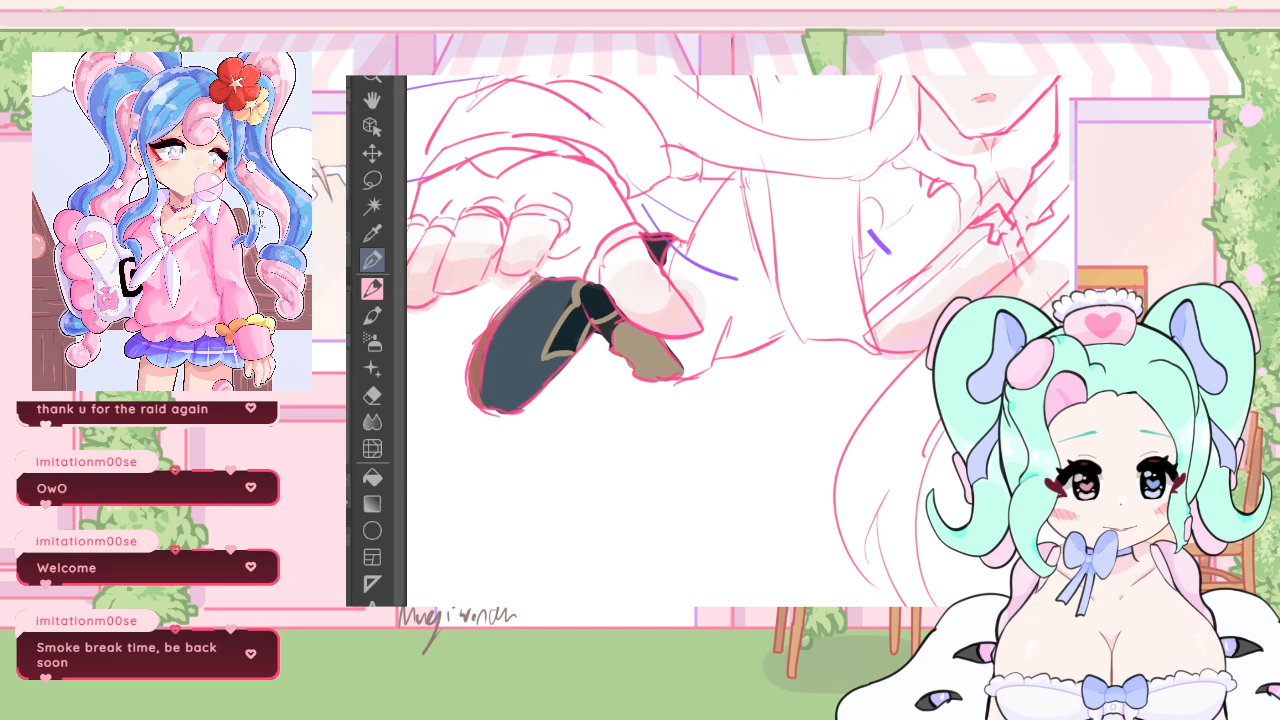 thank u for the raid again
imitationm00se
OwO
imitationm00se
Welcome
imitationm00se
Smoke break time, be back
soon